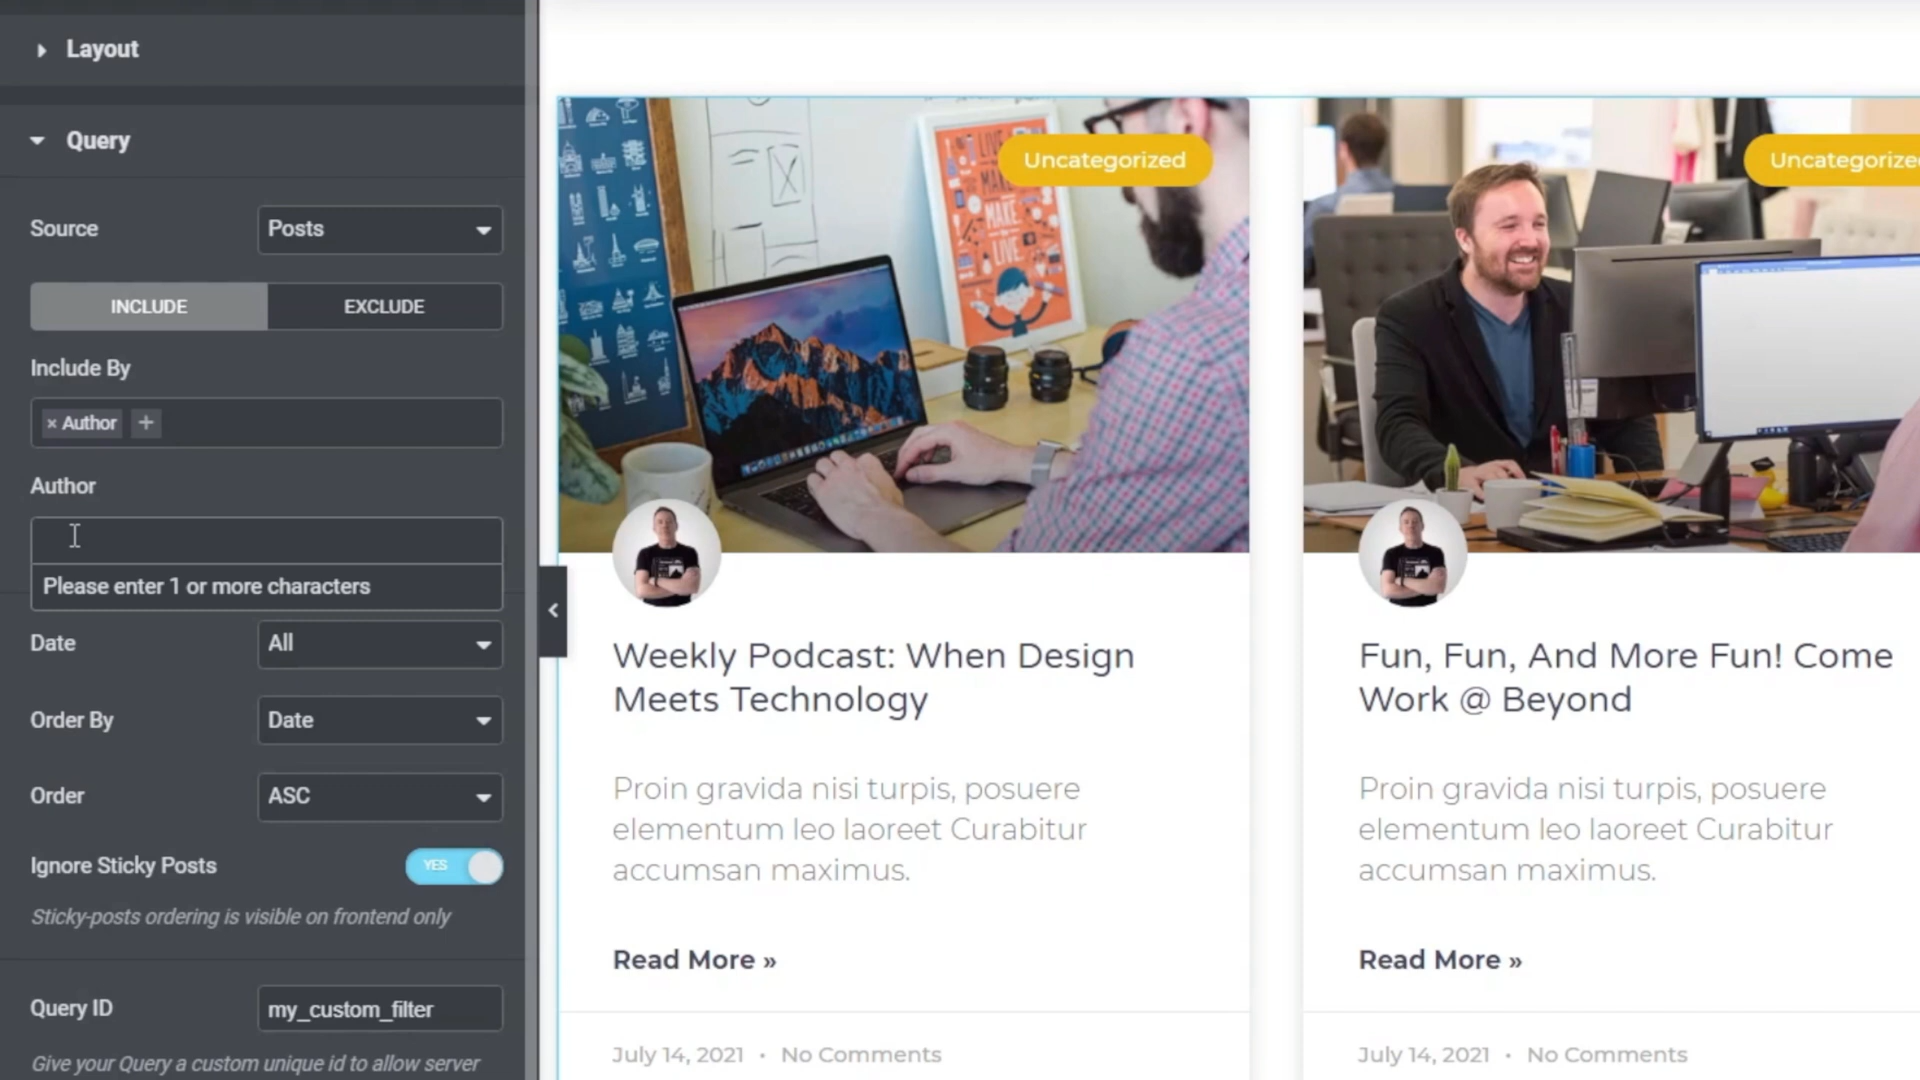 Layout
Query
Source
Posts
INCLUDE
EXCLUDE
Include By
× Author +
Author
Please enter 1 or more characters
Date
All
Order By
Date
Order
ASC
Ignore Sticky Posts
YES
Sticky-posts ordering is visible on frontend only
Query ID
my_custom_filter
Give your Query a custom unique id to allow server
LIVE
MAKE
MAKE
LIVE
Uncategorized
Weekly Podcast: When Design
Meets Technology
Proin gravida nisi turpis, posuere
elementum leo laoreet Curabitur
accumsan maximus.
Read More »
July 14, 2021 • No Comments
Uncategorized
Fun, Fun, And More Fun! Come
Work @ Beyond
Proin gravida nisi turpis, posuere
elementum leo laoreet Curabitur
accumsan maximus.
Read More »
July 14, 2021 • No Comments